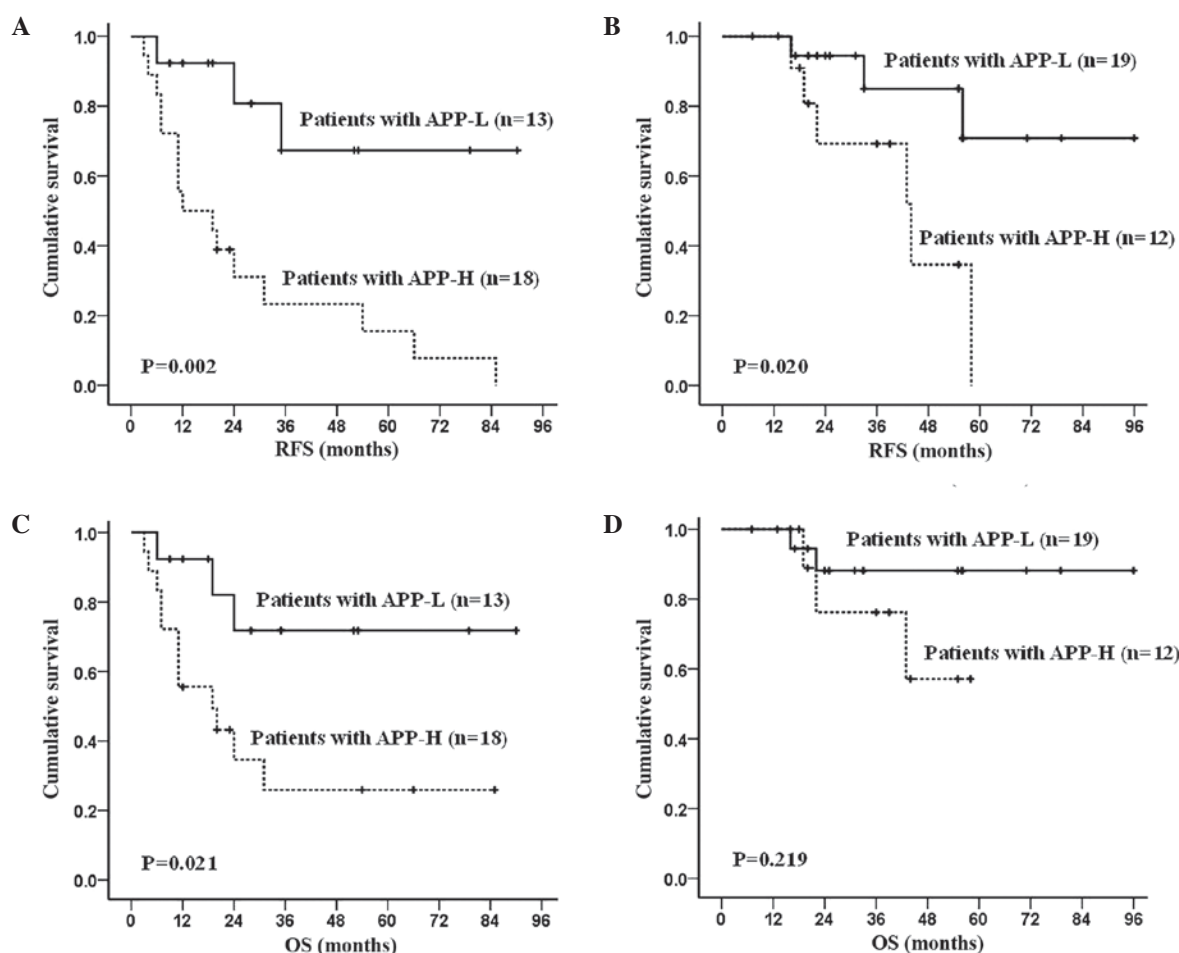 A
Cumulative survival
1.0
0.8
0.6
0.4
0.2
0.0
Patients with APP-L (n=13)
Patients with APP-H (n=18)
P=0.002
0 12 24 36 48 60 72 84 96
RFS (months)
B
Cumulative survival
1.0
0.8
0.6
0.4
0.2
0.0
Patients with APP-L (n=19)
Patients with APP-H (n=12)
P=0.020
0 12 24 36 48 60 72 84 96
RFS (months)
C
Cumulative survival
1.0
0.8
0.6
0.4
0.2
0.0
Patients with APP-L (n=13)
Patients with APP-H (n=18)
P=0.021
0 12 24 36 48 60 72 84 96
OS (months)
D
Cumulative survival
1.0
0.8
0.6
0.4
0.2
0.0
Patients with APP-L (n=19)
Patients with APP-H (n=12)
P=0.219
0 12 24 36 48 60 72 84 96
OS (months)